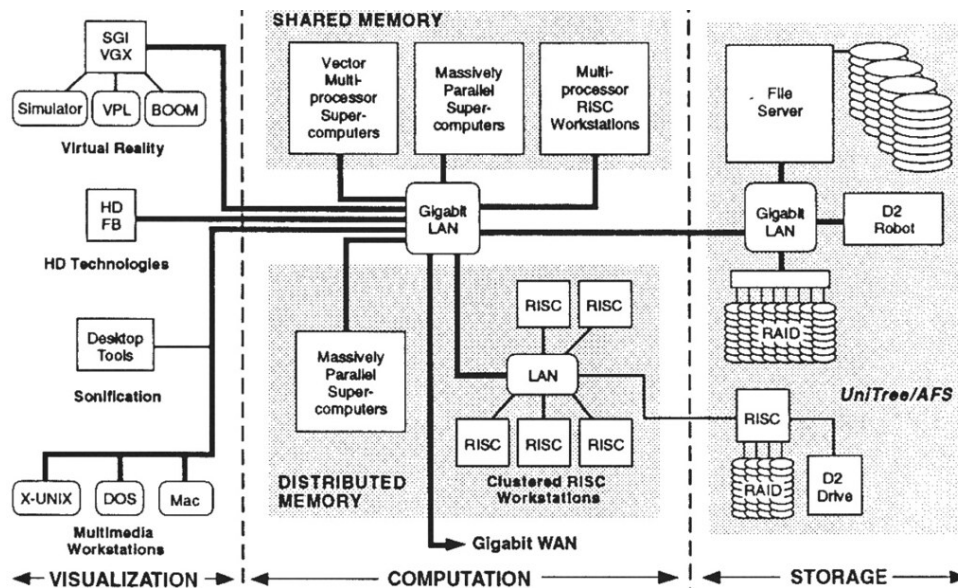 SHARED MEMORY
SGI
VGX
Simulator
VPL
BOOM
Virtual Reality
HD
FB
HD Technologies
Desktop
Tools
Sonification
X-UNIX
DOS
Mac
Multimedia
Workstations
VISUALIZATION
Vector
Multi-
processor
Super-
computers
Massively
Parallel
Super-
computers
Multi-
processor
RISC
Workstations
Gigabit
LAN
Massively
Parallel
Super-
computers
DISTRIBUTED
MEMORY
RISC
RISC
LAN
RISC
RISC
RISC
Clustered RISC
Workstations
Gigabit WAN
COMPUTATION
File
Server
Gigabit
LAN
D2
Robot
RAID
UniTree/AFS
RISC
RAID
D2
Drive
STORAGE